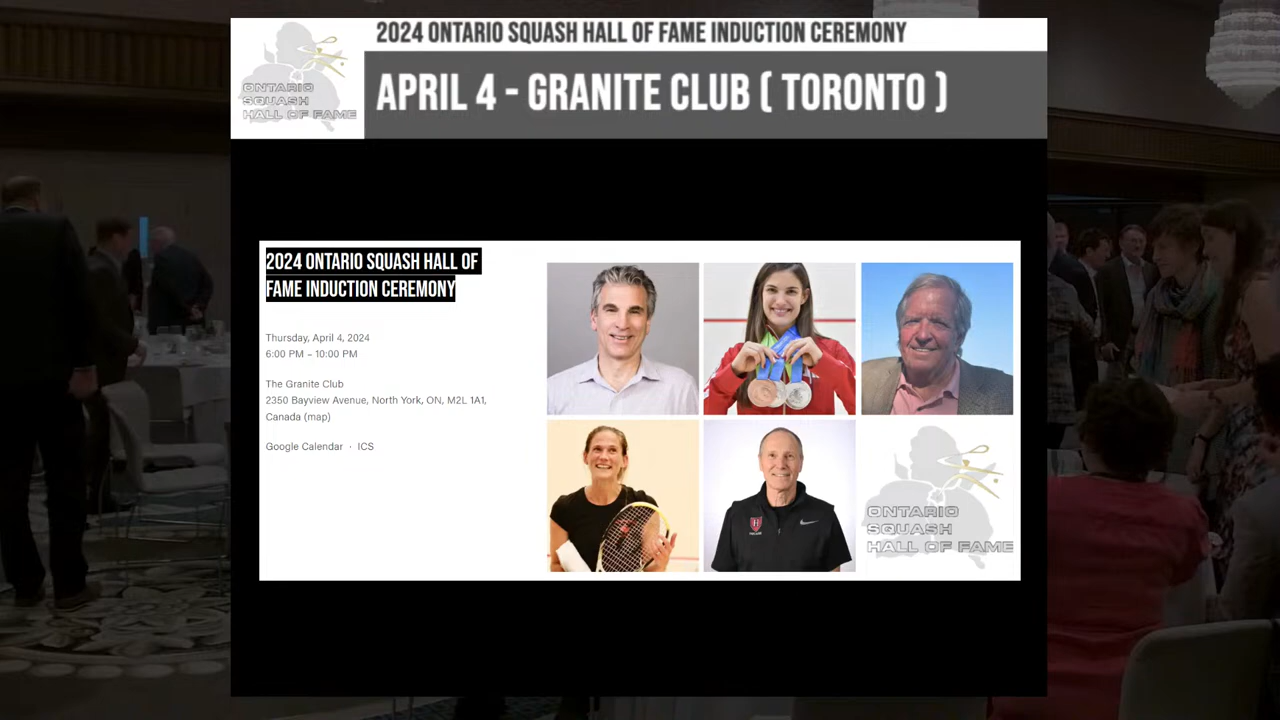 2024 ONTARIO SQUASH HALL OF FAME INDUCTION CEREMONY
ONTARIO
SQUASH
HALL OF FAME
APRIL 4 - GRANITE CLUB ( TORONTO )
2024 ONTARIO SQUASH HALL OF
FAME INDUCTION CEREMONY
Thursday, April 4, 2024
6:00 PM – 10:00 PM
The Granite Club
2350 Bayview Avenue, North York, ON, M2L 1A1,
Canada (map)
Google Calendar · ICS
H
ONTARIO
SQUASH
HALL OF FAME